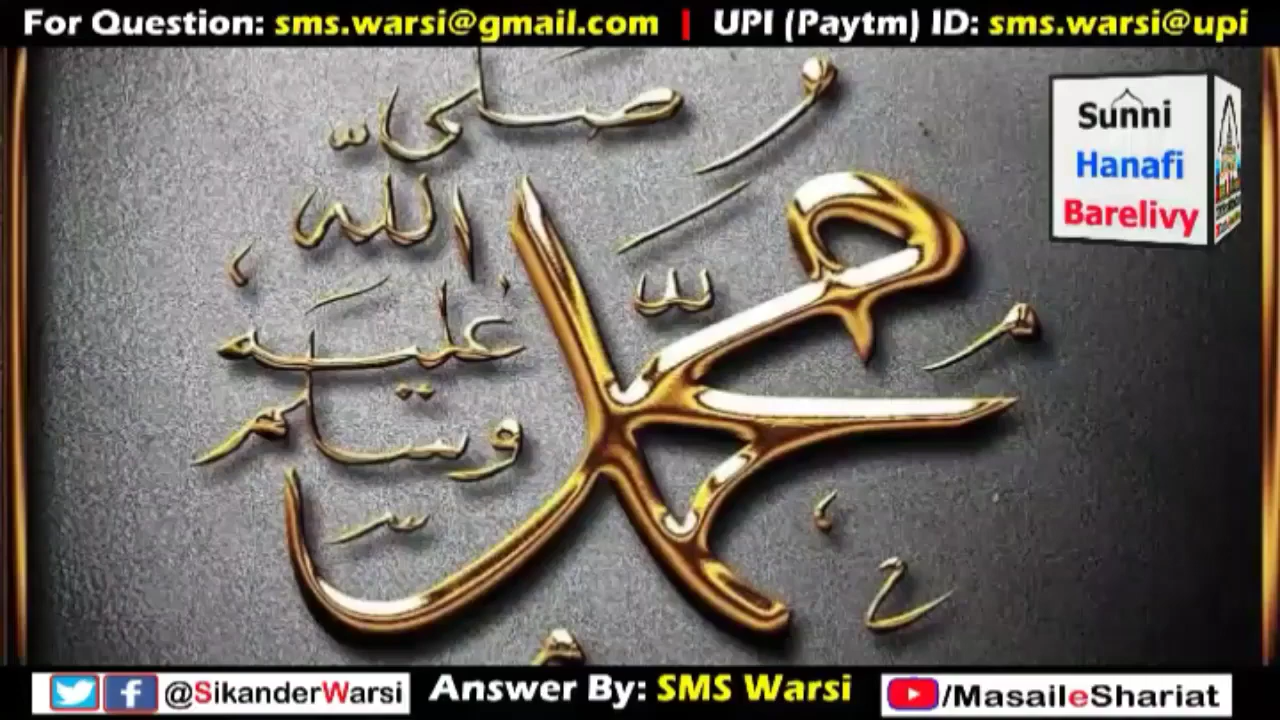 For Question: sms.warsi@gmail.com | UPI (Paytm) ID: sms.warsi@upi
Sunni
Hanafi
Barelivy
محمد
صلى
الله
عليه
وسلم
@SikanderWarsi Answer By: SMS Warsi /MasaileShariat